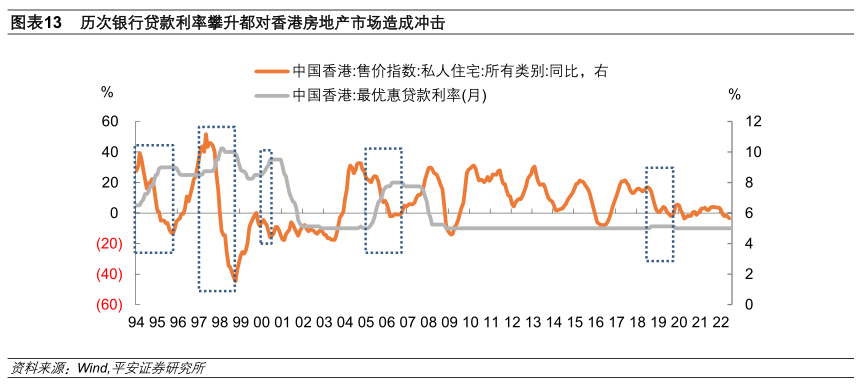 图表13 历次银行贷款利率攀升都对香港房地产市场造成冲击
中国香港:售价指数:私人住宅:所有类别:同比，右
中国香港:最优惠贷款利率(月)
% %
60 12
40 10
20 8
0 6
(20) 4
(40) 2
(60) 0
94 95 96 97 98 99 00 01 02 03 04 05 06 07 08 09 10 11 12 13 14 15 16 17 18 19 20 21 22
资料来源：Wind,平安证券研究所